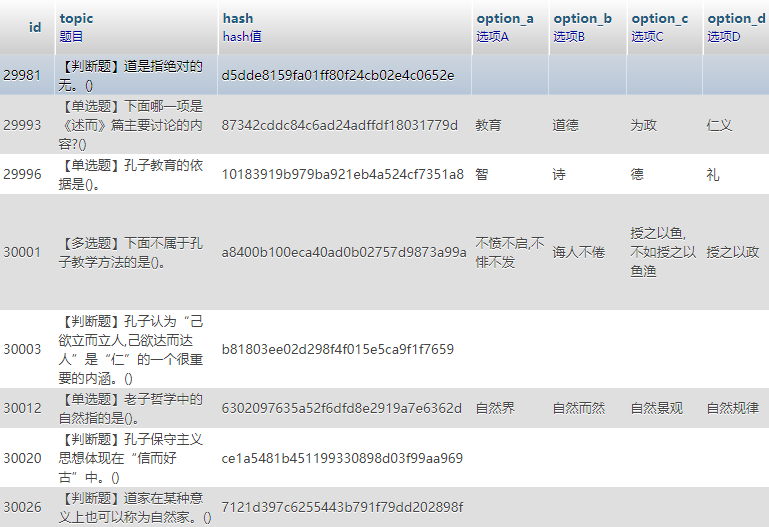 id topic hash option_a option_b option_c option_d
题目 hash值 选项A 选项B 选项C 选项D
29981 【判断题】道是指绝对的 d5dde8159fa01ff80f24cb02e4c0652e
无。()
【单选题】下面哪一项是
29993 《述而》篇主要讨论的内 87342cddc84c6ad24adffdf18031779d 教育 道德 为政 仁义
容?()
29996 【单选题】孔子教育的依 10183919b979ba921eb4a524cf7351a8 智 诗 德 礼
据是()。
30001 【多选题】下面不属于孔 a8400b100eca40ad0b02757d9873a99a 不愤不启,不 诲人不倦 授之以鱼, 授之以政
子教学方法的是()。 悱不发 不如授之以
鱼渔
【判断题】孔子认为“己
30003 欲立而立人,己欲达而达 b81803ee02d298f4f015e5ca9f1f7659
人”是“仁”的一个很重
要的内涵。()
30012 【单选题】老子哲学中的 6302097635a52f6dfd8e2919a7e6362d 自然界 自然而然 自然景观 自然规律
自然指的是()。
【判断题】孔子保守主义
30020 思想体现在“信而好 ce1a5481b451199330898d03f99aa969
古”中。()
30026 【判断题】道家在某种意 7121d397c6255443b791f79dd202898f
义上也可以称为自然家。()